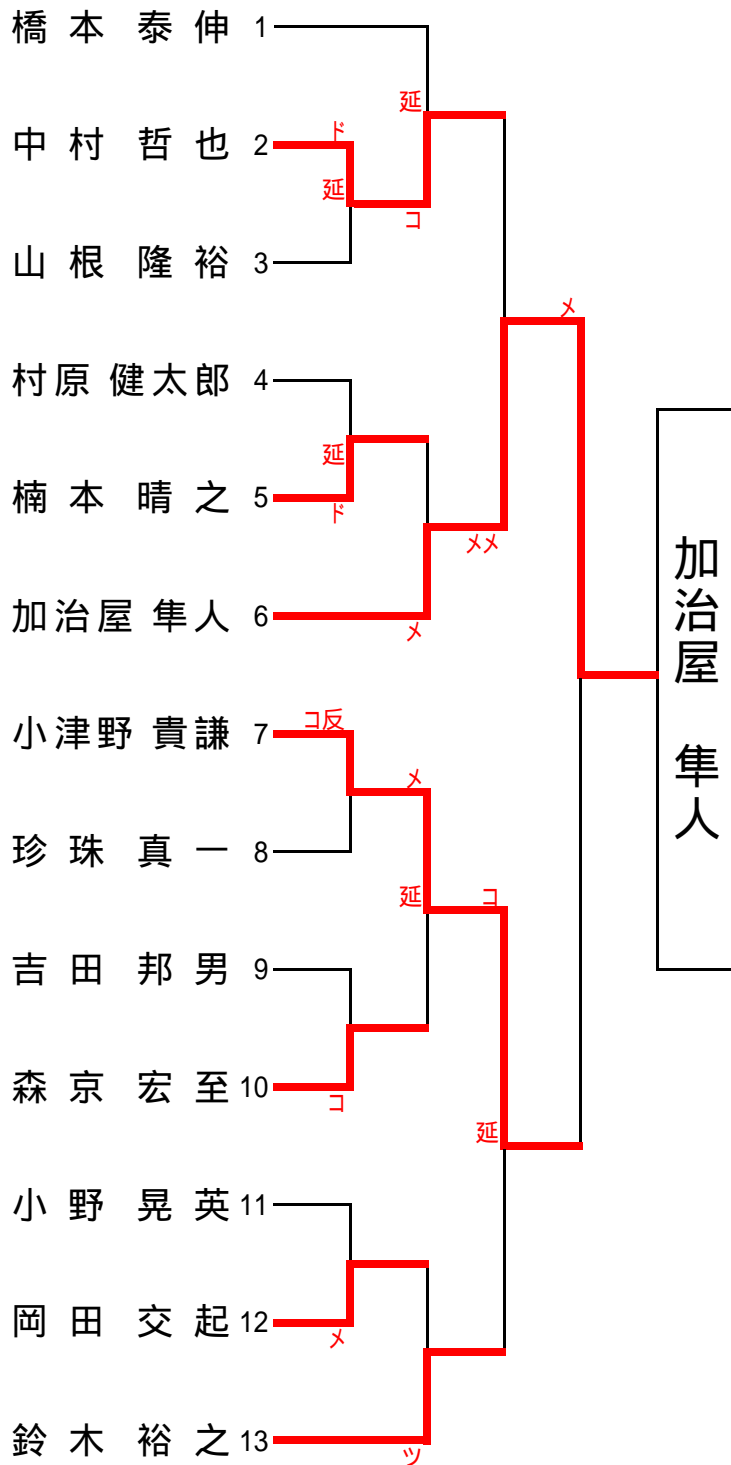 橋本 泰伸 1
延
ド
中村 哲也 2
延
コ
山根 隆裕 3
メ
村原 健太郎 4
延
楠本 晴之 5
ド
メメ
加治屋 隼人 6
メ
小津野 貴謙 7
コ反
メ
珍珠 真一 8
延
コ
吉田 邦男 9
森京 宏至 10
コ
延
小野 晃英 11
岡田 交起 12
メ
鈴木 裕之 13
ツ
加治屋 隼人